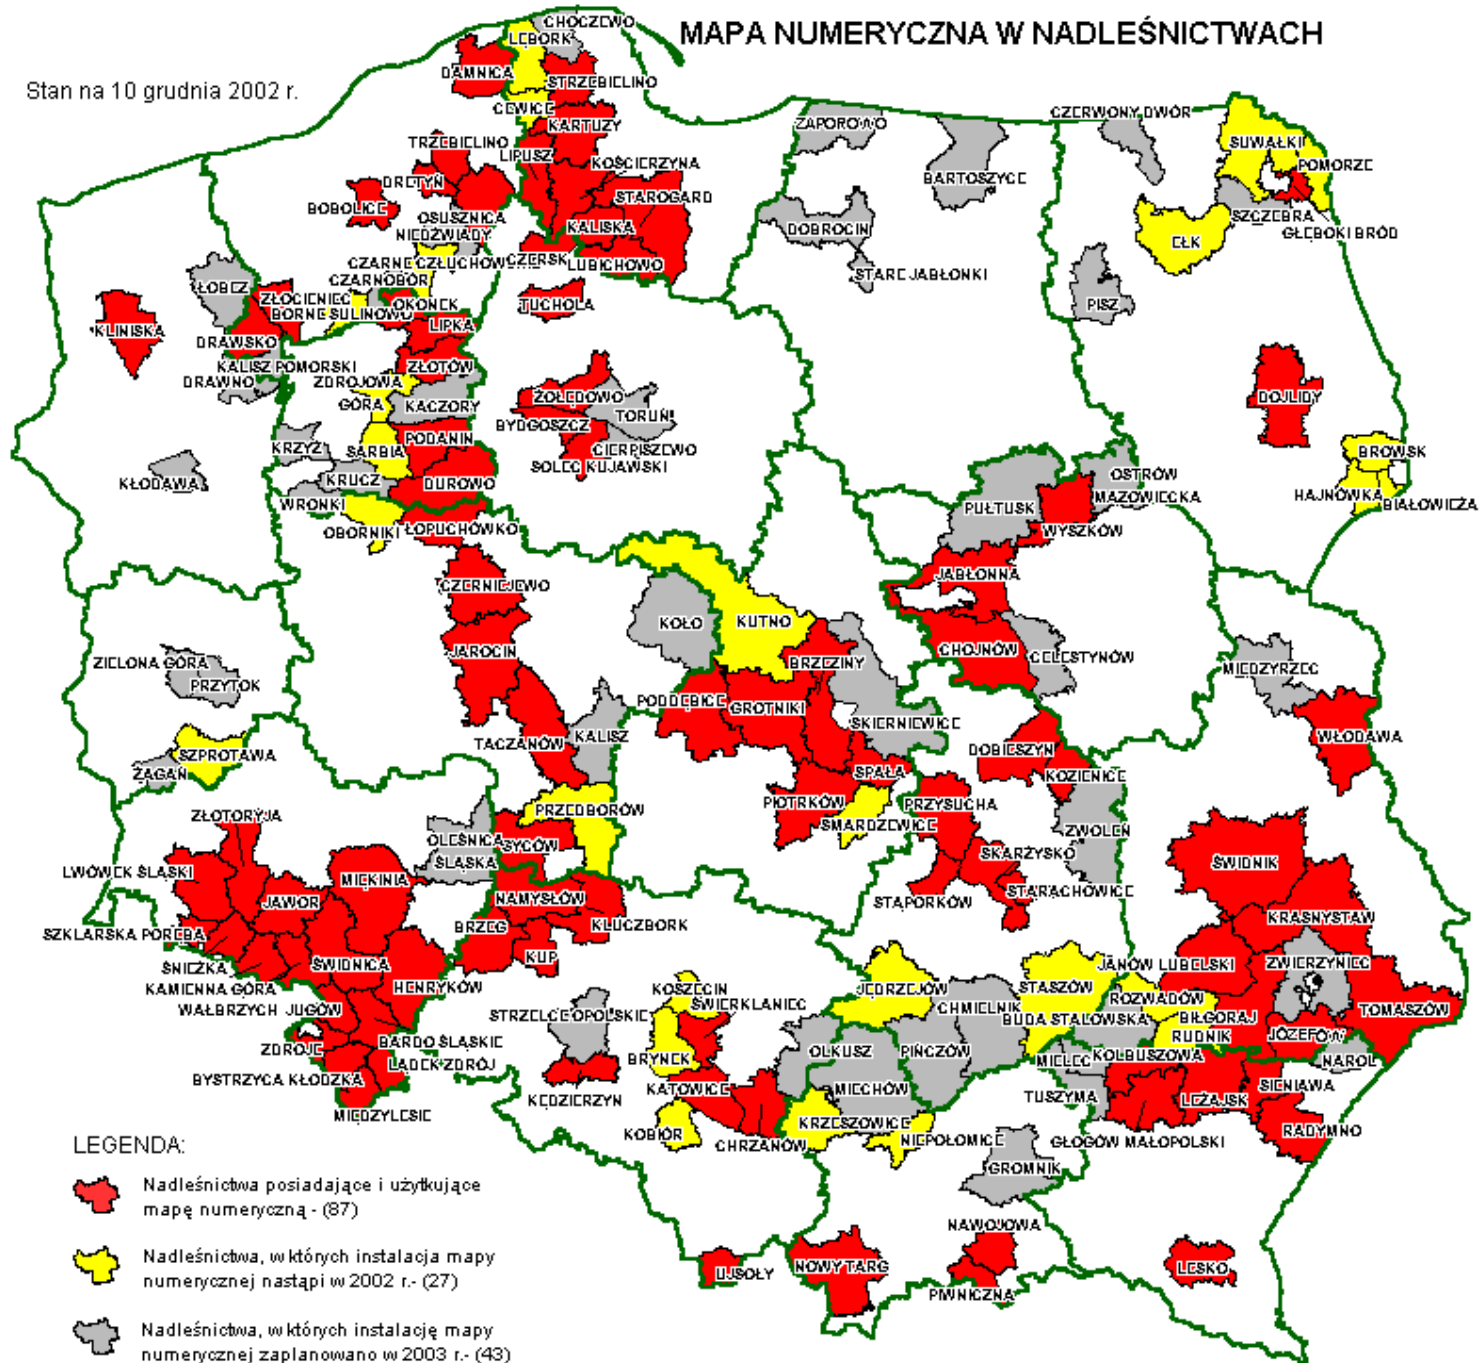 MAPA NUMERYCZNA W NADLEŚNICTWACH
Stan na 10 grudnia 2002 r.
CHOCZEWO
LĘBORK
DAMNICA
STRZEBIELINO
CEWICE
KARTUZY
TRZEBIELINO
LIPUSZ
KOŚCIERZYNA
DRETYŃ
STAROGARD
BOBOLICE
OSUSZNICA
KALISKA
NIEDŹWIADY
CZERSK
LUBICHOWO
CZARNE CZŁUCHOWSKIE
CZARNOBÓR
ŁOBEZ
ZŁOCIENIEC
OKONEK
TUCHOLA
BORNE SULINOWO
KLINISKA
LIPKA
DRAWSKO
KALISZ POMORSKI
ZŁOTÓW
DRAWNO
ZDROJOWA
GÓRA
KACZORY
ŻOŁĘDOWO
TORUŃ
BYDGOSZCZ
CIERPISZEWO
SOLEC KUJAWSKI
KRZYŻ
SARBIA
PODANIN
KRUCZ
DUROWO
KŁODAWA
WRONKI
OBORNIKI
ŁOPUCHÓWKO
ZAPOROWO
BARTOSZYCE
CZERWONY DWÓR
SUWAŁKI
POMORZE
SZCZEBRA
GŁĘBOKI BRÓD
DOBROCIN
EŁK
STARE JABŁONKI
PISZ
DOJLIDY
BROWSK
HAJNÓWKA
BIAŁOWIEŻA
OSTRÓW
MAZOWIECKA
PUŁTUSK
WYSZKÓW
JABŁONNA
CHOJNÓW
CELESTYNÓW
MIĘDZYRZEC
WŁODAWA
CZERNIEJEWO
JAROCIN
KOŁO
KUTNO
BRZEZINY
PODDĘBICE
GROTNIKI
SKIERNIEWICE
ZIELONA GÓRA
PRZYTOK
SZPROTAWA
ŻAGAŃ
TACZANÓW
KALISZ
DOBIESZYN
KOZIENICE
SPAŁA
PIOTRKÓW
PRZYSUCHA
SMARDZEWICE
ZWOLEŃ
SKARŻYSKO
STARACHOWICE
STĄPORKÓW
PRZEDBORÓW
ZŁOTORYJA
OLEŚNICA
ŚLĄSKA
SYCÓW
LWÓWEK ŚLĄSKI
MIĘKINIA
JAWOR
NAMYSŁÓW
KLUCZBORK
BRZEG
KUP
SZKLARSKA PORĘBA
ŚNIEŻKA
ŚWIDNICA
KAMIENNA GÓRA
HENRYKÓW
WAŁBRZYCH
JUGÓW
ZDROJE
BARDO ŚLĄSKIE
LĄDEK ZDRÓJ
BYSTRZYCA KŁODZKA
MIĘDZYLESIE
ŚWIDNIK
KRASNYSTAW
JANÓW LUBELSKI
ZWIERZYNIEC
ROZWADÓW
TOMASZÓW
BIŁGORAJ
RUDNIK
JÓZEFÓW
NAROL
JĘDRZEJÓW
STASZÓW
CHMIELNIK
BUDA STALOWSKA
KOSZĘCIN
ŚWIERKLANIEC
STRZELCE OPOLSKIE
OLKUSZ
PIŃCZÓW
MIELEC
KOLBUSZOWA
BRYNEK
SIENIAWA
KATOWICE
MIECHÓW
TUSZYMA
LEŻAJSK
KĘDZIERZYN
KRZESZOWICE
RADYMNO
KOBIÓR
CHRZANÓW
NIEPOŁOMICE
GŁOGÓW MAŁOPOLSKI
GROMNIK
NAWOJOWA
UJSOŁY
NOWY TARG
PIWNICZNA
LESKO
LEGENDA:
Nadleśnictwa posiadające i użytkujące
mapę numeryczną - (87)
Nadleśnictwa, w których instalacja mapy
numerycznej nastąpi w 2002 r.- (27)
Nadleśnictwa, w których instalację mapy
numerycznej zaplanowano w 2003 r.- (43)